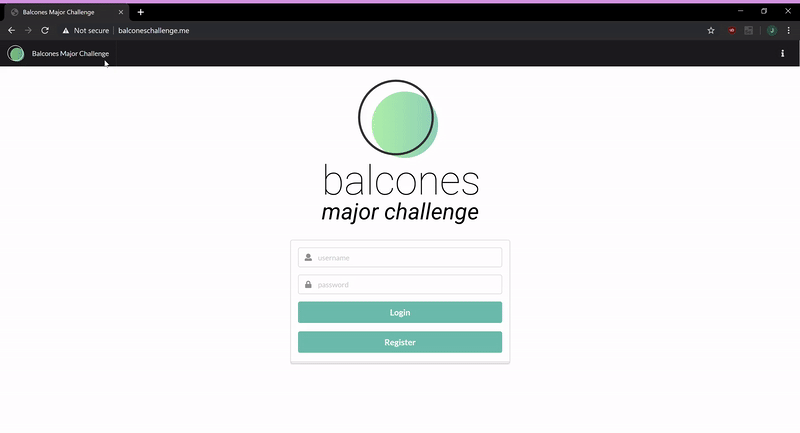 Balcones Major Challenge
Not secure
balconeschallenge.me
J
Balcones Major Challenge
balcones
major challenge
username
password
Login
Register